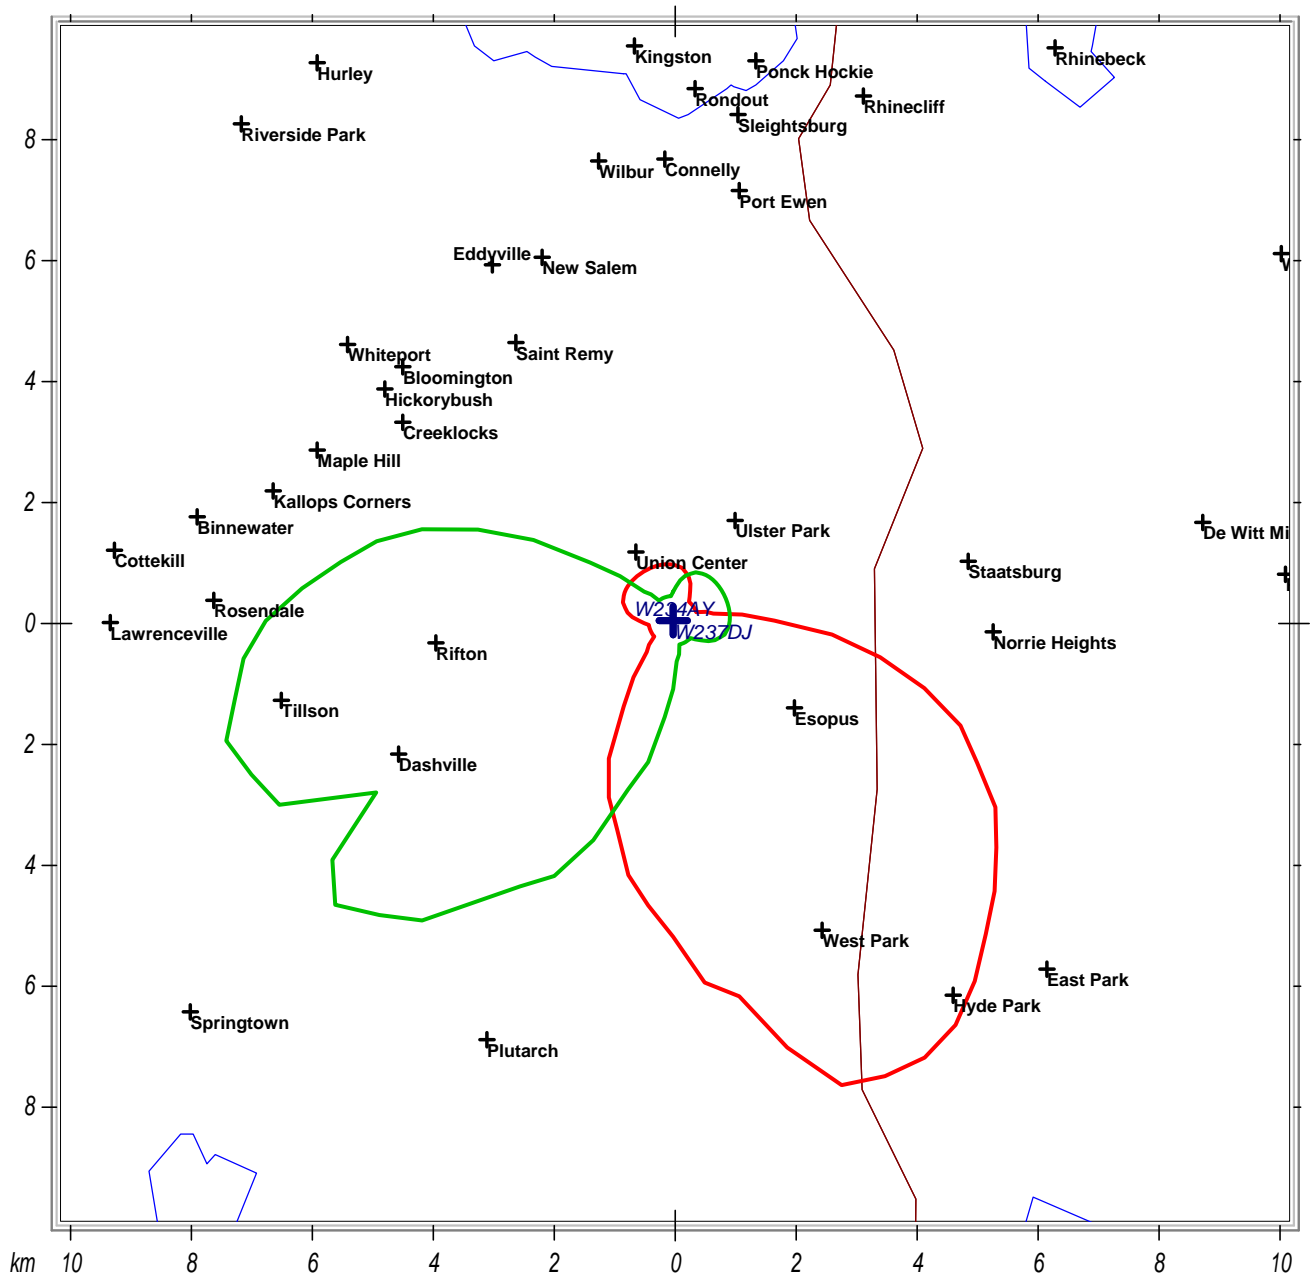 Kingston
Rhinebeck
Ponck Hockie
Hurley
Rondout
Rhinecliff
Sleightsburg
Riverside Park
8
Wilbur
Connelly
Port Ewen
Eddyville
New Salem
6
Whiteport
Saint Remy
Bloomington
4
Hickorybush
Creeklocks
Maple Hill
Kallops Corners
2
Binnewater
Ulster Park
De Witt Mi
Cottekill
Union Center
Staatsburg
Rosendale
W234AY
0
Lawrenceville
W237DJ
Norrie Heights
Rifton
Tillson
Esopus
2
Dashville
4
West Park
6
East Park
Hyde Park
Springtown
Plutarch
8
km 10 8 6 4 2 0 2 4 6 8 10